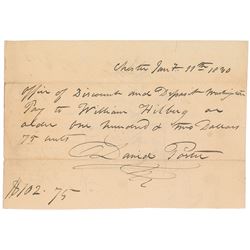 Chester Jany. 11th 1830
Office of Discount and Deposit Washington
Pay to William Hilburg or
order one hundred & two Dollars
75 cents
David Porter
$102.75